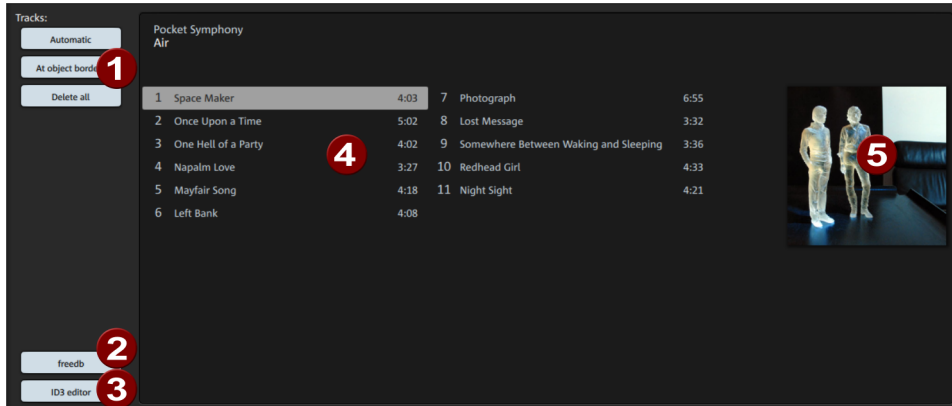 Tracks:
Automatic
At object borde
Delete all
1
Pocket Symphony
Air
1 Space Maker 4:03
2 Once Upon a Time 5:02
3 One Hell of a Party 4:02
4 Napalm Love 3:27
5 Mayfair Song 4:18
6 Left Bank 4:08
4
7 Photograph 6:55
8 Lost Message 3:32
9 Somewhere Between Waking and Sleeping 3:36
10 Redhead Girl 4:33
11 Night Sight 4:21
5
freedb
2
ID3 editor
3